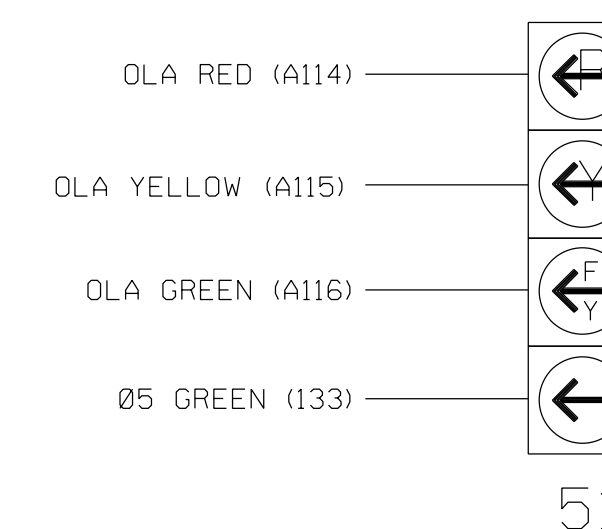 OLA RED (A114)
R
OLA YELLOW (A115)
Y
OLA GREEN (A116)
F
Y
Ø5 GREEN (133)